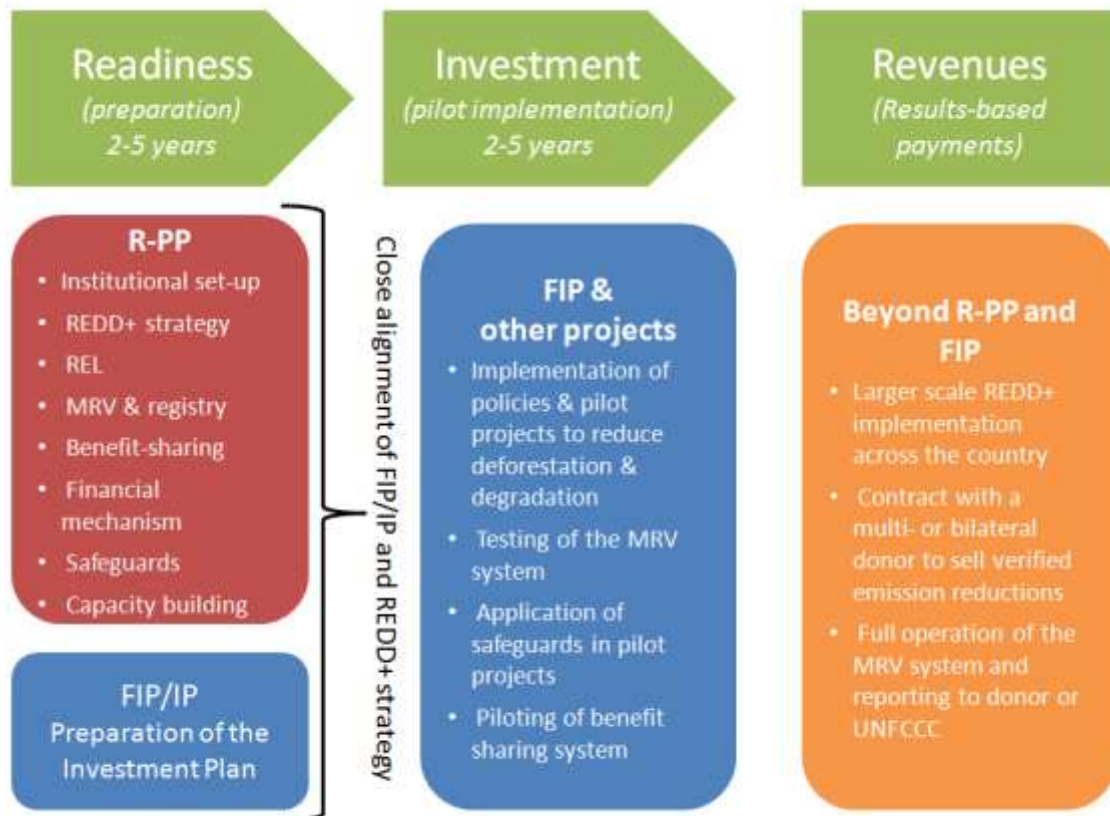 Readiness
(preparation)
2-5 years
Investment
(pilot implementation)
2-5 years
Revenues
(Results-based
payments)
R-PP
• Institutional set-up
• REDD+ strategy
• REL
• MRV & registry
• Benefit-sharing
• Financial
mechanism
• Safeguards
• Capacity building
FIP/IP
Preparation of the
Investment Plan
Close alignment of FIP/IP and REDD+ strategy
FIP &
other projects
• Implementation of
policies & pilot
projects to reduce
deforestation &
degradation
• Testing of the MRV
system
• Application of
safeguards in pilot
projects
• Piloting of benefit
sharing system
Beyond R-PP and
FIP
• Larger scale REDD+
implementation
across the country
• Contract with a
multi- or bilateral
donor to sell verified
emission reductions
• Full operation of the
MRV system and
reporting to donor or
UNFCCC